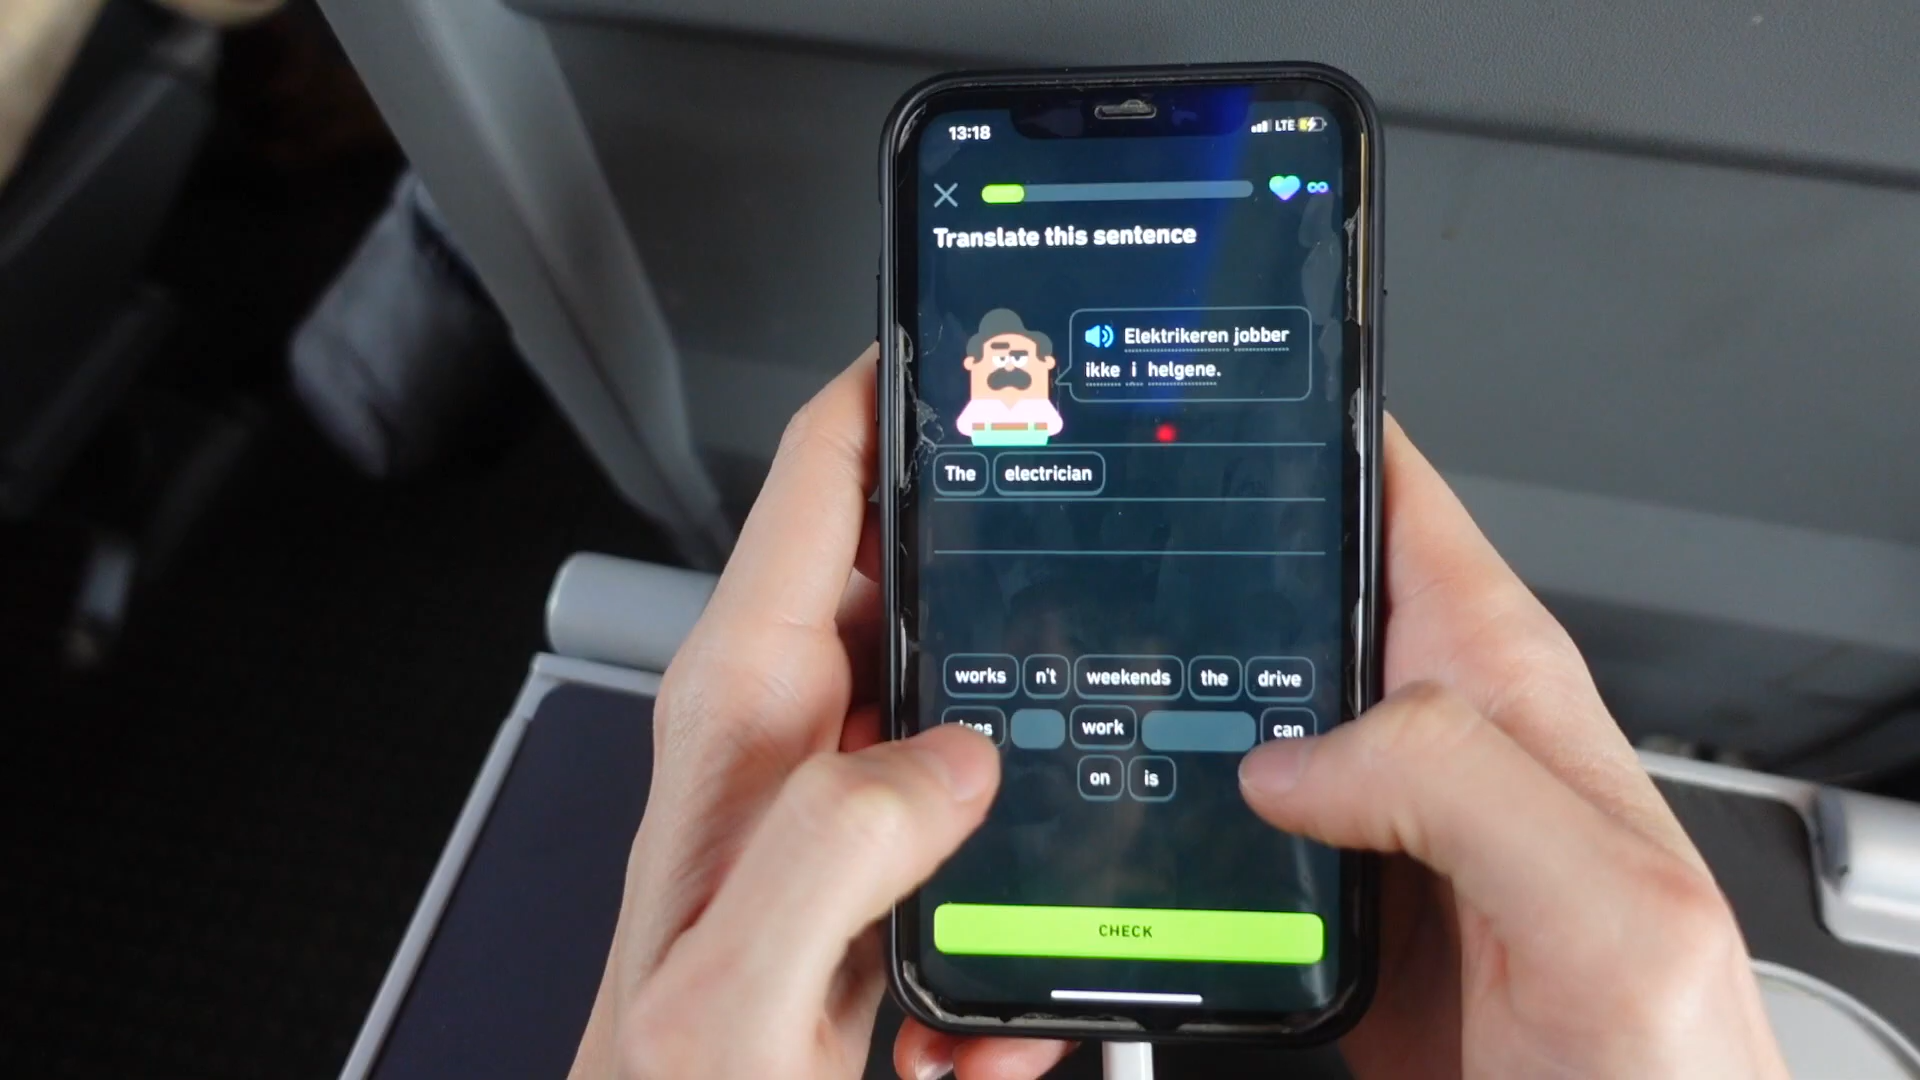 13:18
LTE
Translate this sentence
Elektrikeren jobber
ikke i helgene.
The electrician
works n't weekends the drive
work can
on is
CHECK